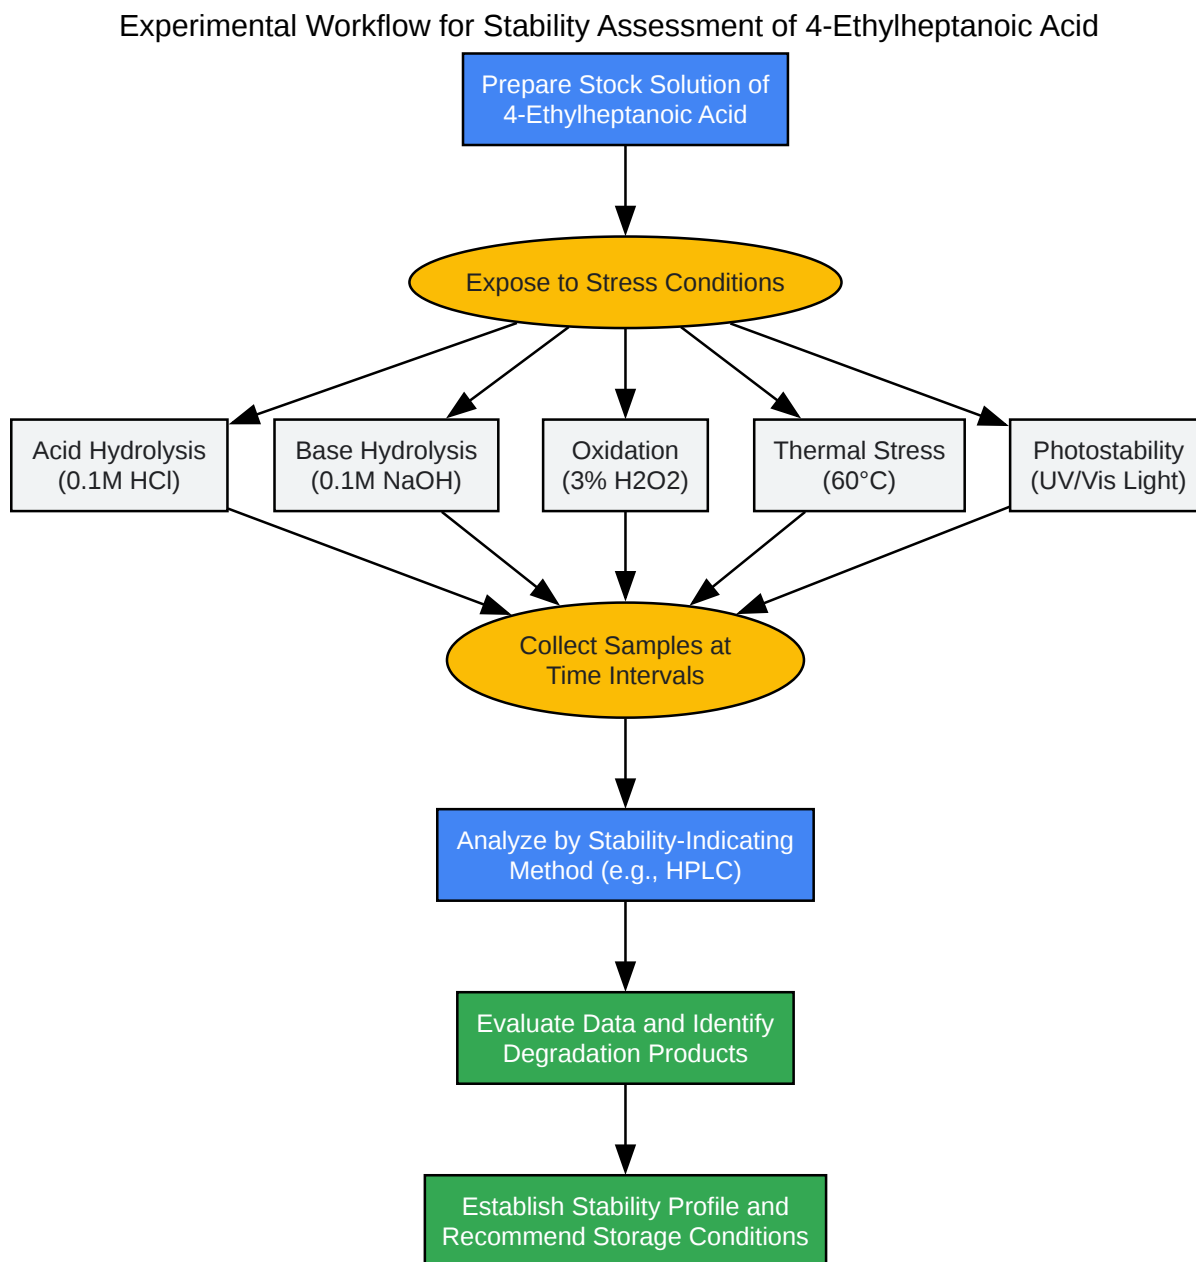 Experimental Workflow for Stability Assessment of 4-Ethylheptanoic Acid
Prepare Stock Solution of
4-Ethylheptanoic Acid
Expose to Stress Conditions
Acid Hydrolysis
(0.1M HCl)
Base Hydrolysis
(0.1M NaOH)
Oxidation
(3% H2O2)
Thermal Stress
(60°C)
Photostability
(UV/Vis Light)
Collect Samples at
Time Intervals
Analyze by Stability-Indicating
Method (e.g., HPLC)
Evaluate Data and Identify
Degradation Products
Establish Stability Profile and
Recommend Storage Conditions